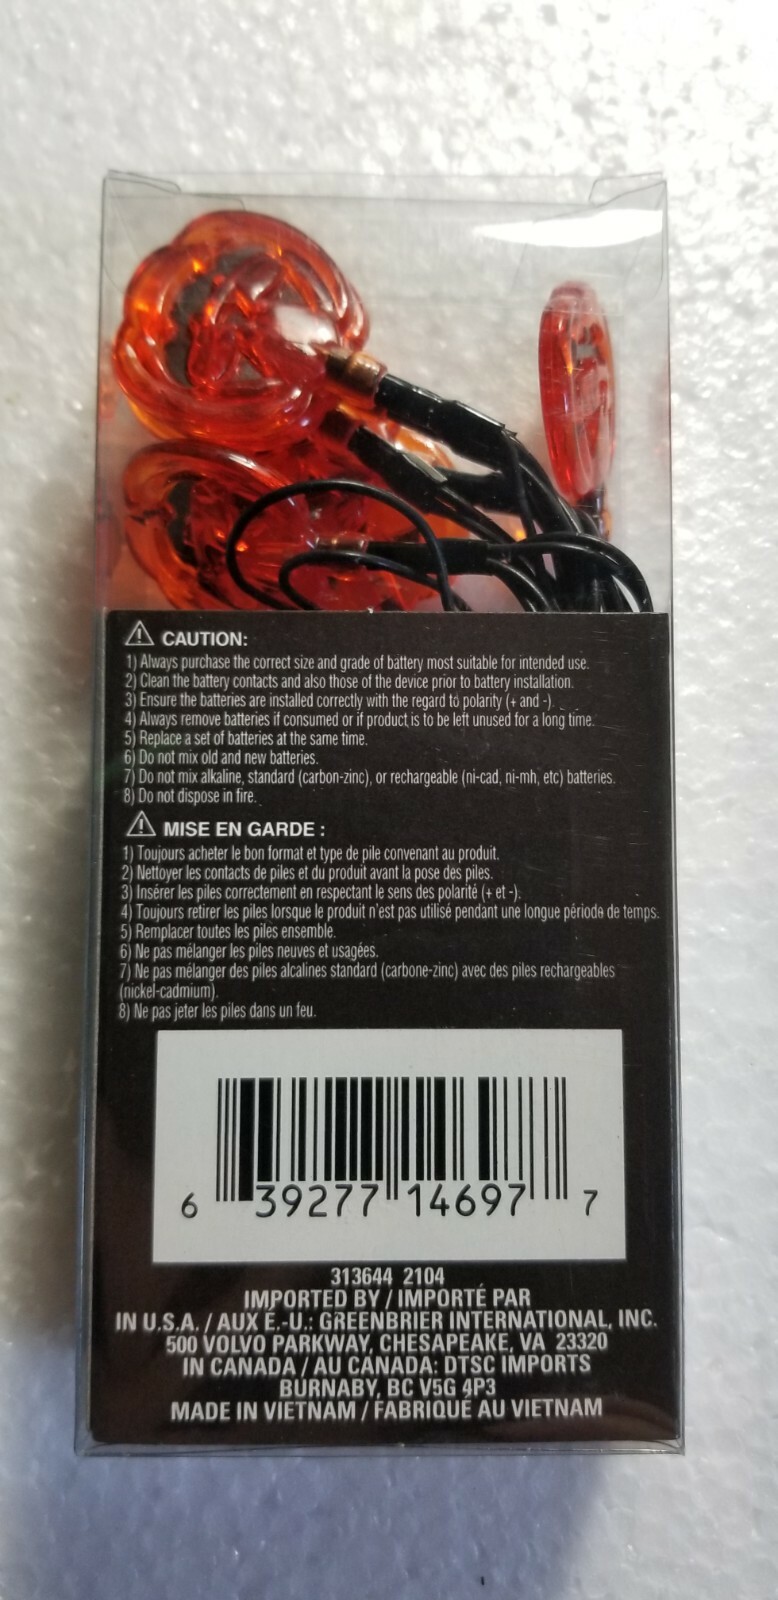 ⚠ CAUTION:
1) Always purchase the correct size and grade of battery most suitable for intended use.
2) Clean the battery contacts and also those of the device prior to battery installation.
3) Ensure the batteries are installed correctly with the regard to polarity (+ and -).
4) Always remove batteries if consumed or if product is to be left unused for a long time.
5) Replace a set of batteries at the same time.
6) Do not mix old and new batteries.
7) Do not mix alkaline, standard (carbon-zinc), or rechargeable (ni-cad, ni-mh, etc) batteries.
8) Do not dispose in fire.
⚠ MISE EN GARDE :
1) Toujours acheter le bon format et type de pile convenant au produit.
2) Nettoyer les contacts de piles et du produit avant la pose des piles.
3) Insérer les piles correctement en respectant le sens des polarité (+ et -).
4) Toujours retirer les piles lorsque le produit n'est pas utilisé pendant une longue période de temps.
5) Remplacer toutes les piles ensemble.
6) Ne pas mélanger les piles neuves et usagées.
7) Ne pas mélanger des piles alcalines standard (carbone-zinc) avec des piles rechargeables
(nickel-cadmium).
8) Ne pas jeter les piles dans un feu.
6 39277 14697 7
313644 2104
IMPORTED BY / IMPORTÉ PAR
IN U.S.A. / AUX É.-U.: GREENBRIER INTERNATIONAL, INC.
500 VOLVO PARKWAY, CHESAPEAKE, VA 23320
IN CANADA / AU CANADA: DTSC IMPORTS
BURNABY, BC V5G 4P3
MADE IN VIETNAM / FABRIQUÉ AU VIETNAM